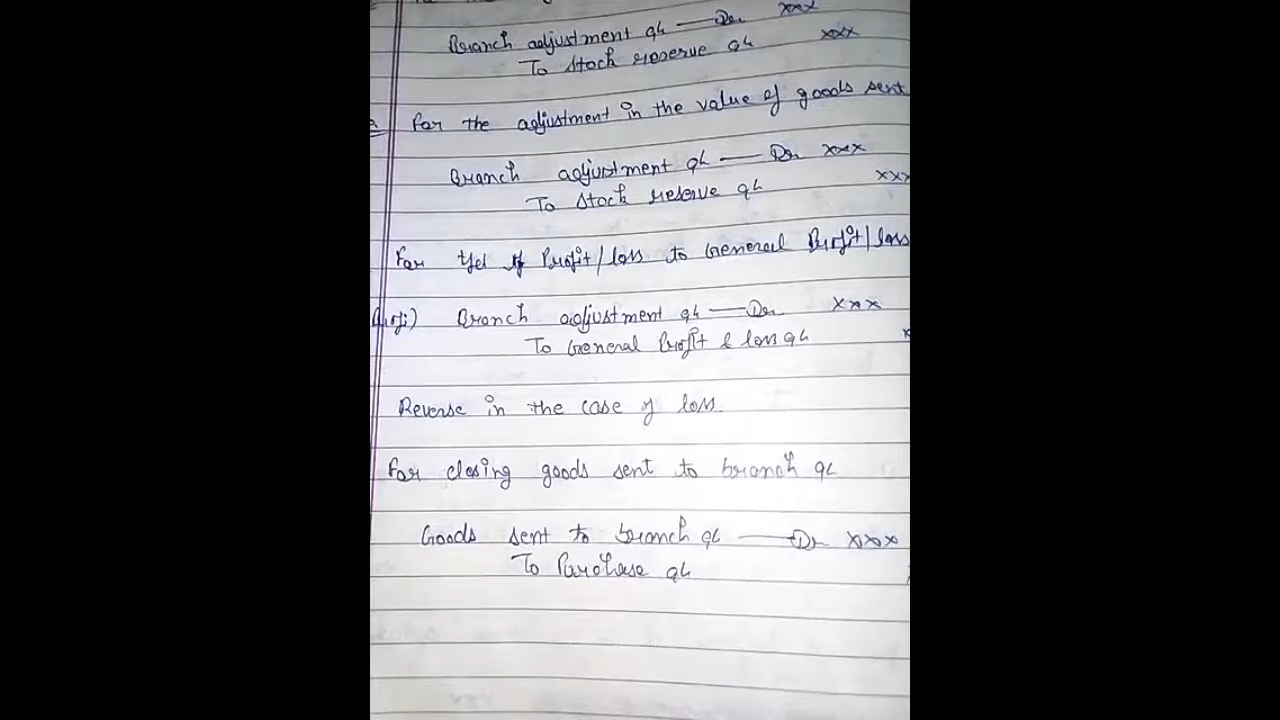 Branch adjustment a/c — Dr xxx
To Stock reserve a/c xxx
For the adjustment in the value of goods sent
Branch adjustment a/c — Dr xxx
To Stock reserve a/c xxx
For of Profit/loss to General Profit/loss
Branch adjustment a/c — Dr xxx
To General Profit & loss a/c
Reverse in the case of loss.
For closing goods sent to branch a/c
Goods sent to branch a/c — Dr xxx
To Purchase a/c